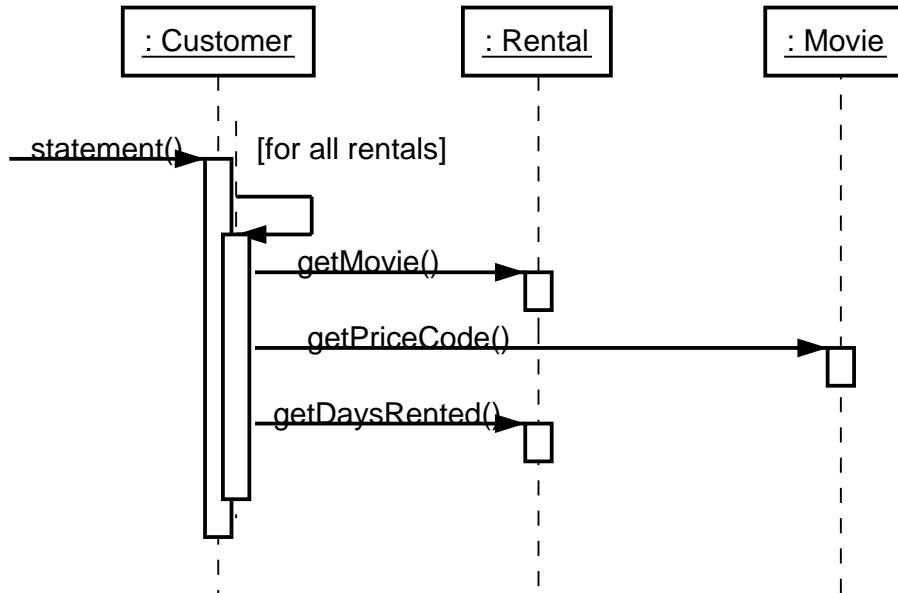 : Customer
: Rental
: Movie
statement()
[for all rentals]
getMovie()
getPriceCode()
getDaysRented()